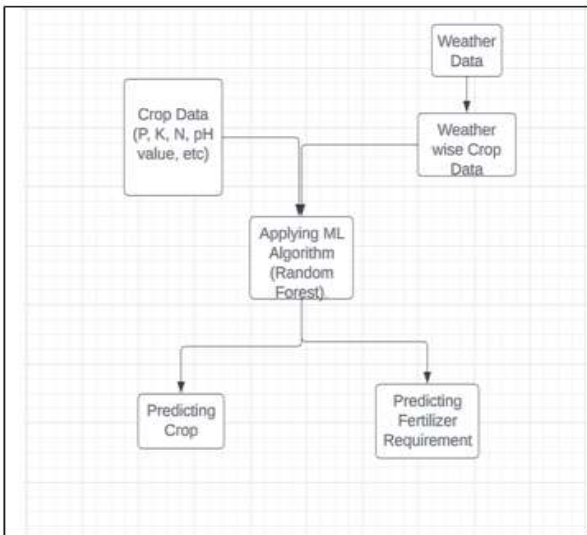 Weather
Data
Crop Data
(P, K, N, pH
value, etc)
Weather
wise Crop
Data
Applying ML
Algorithm
(Random
Forest)
Predicting
Crop
Predicting
Fertilizer
Requirement